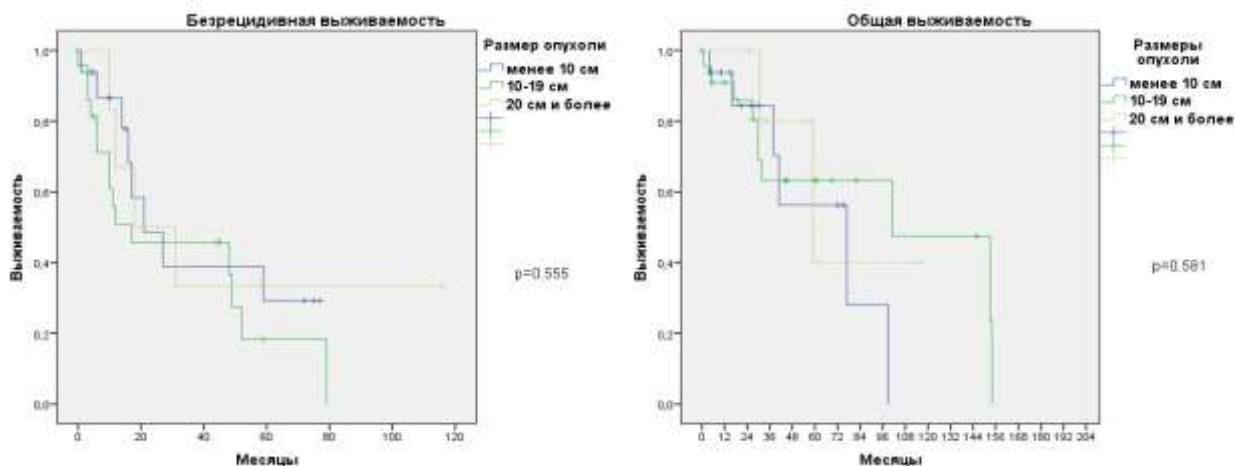 Безрецидивная выживаемость
Размер опухоли
менее 10 см
10-19 см
20 см и более
Выживаемость
1,0
0,8
0,6
0,4
0,2
0,0
0 20 40 60 80 100 120
Месяцы
p=0.555
Общая выживаемость
Размеры
опухоли
менее 10 см
10-19 см
20 см и более
Выживаемость
1,0
0,8
0,6
0,4
0,2
0,0
0 12 24 36 48 60 72 84 96 108 120 132 144 156 168 180 192 204
Месяцы
p=0.581